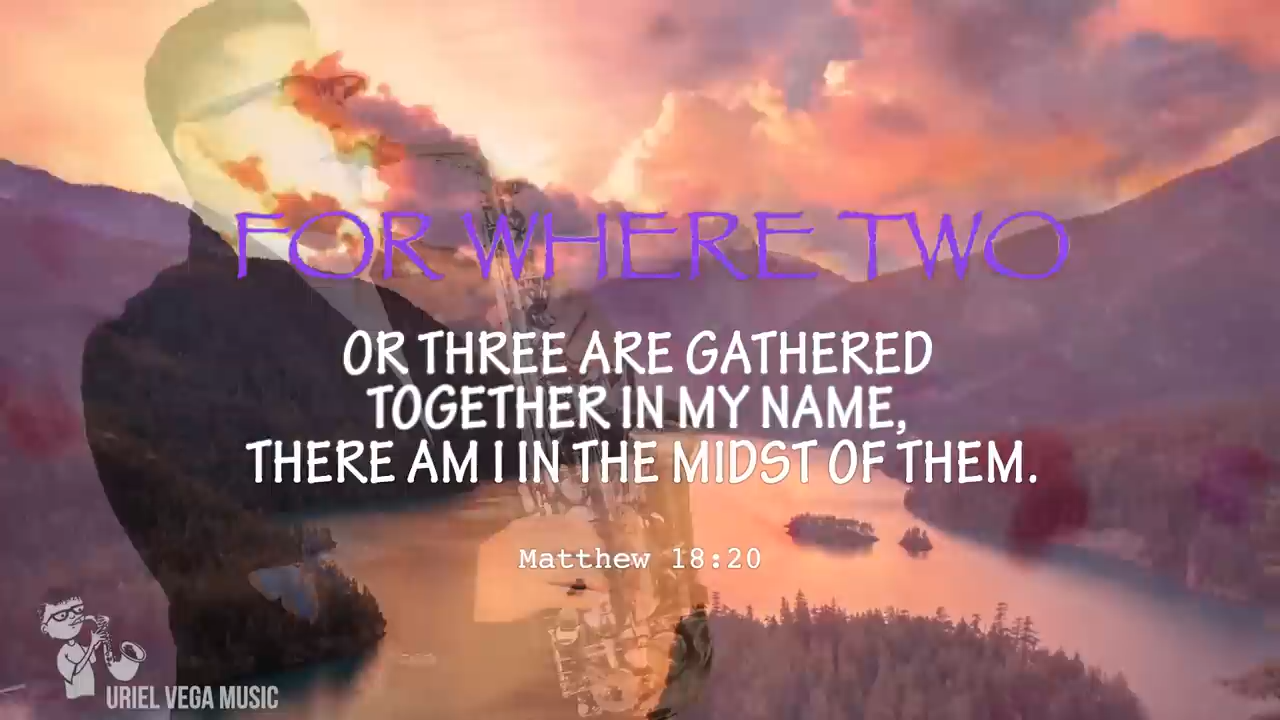 FOR WHERE TWO
OR THREE ARE GATHERED
TOGETHER IN MY NAME,
THERE AM I IN THE MIDST OF THEM.
Matthew 18:20
URIEL VEGA MUSIC